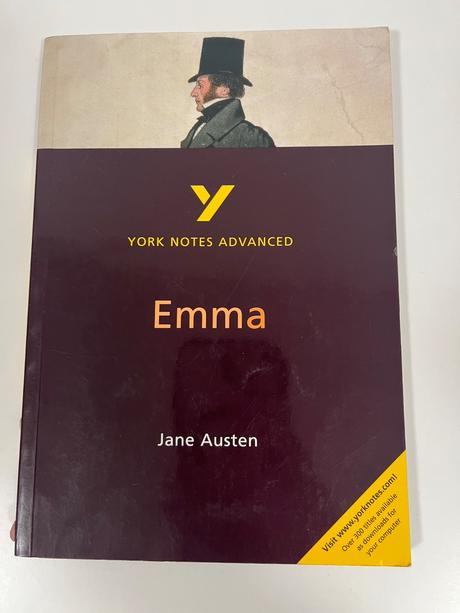 Y
YORK NOTES ADVANCED
Emma
Jane Austen
Visit www.yorknotes.com!
Over 300 titles available
as downloads for
your computer